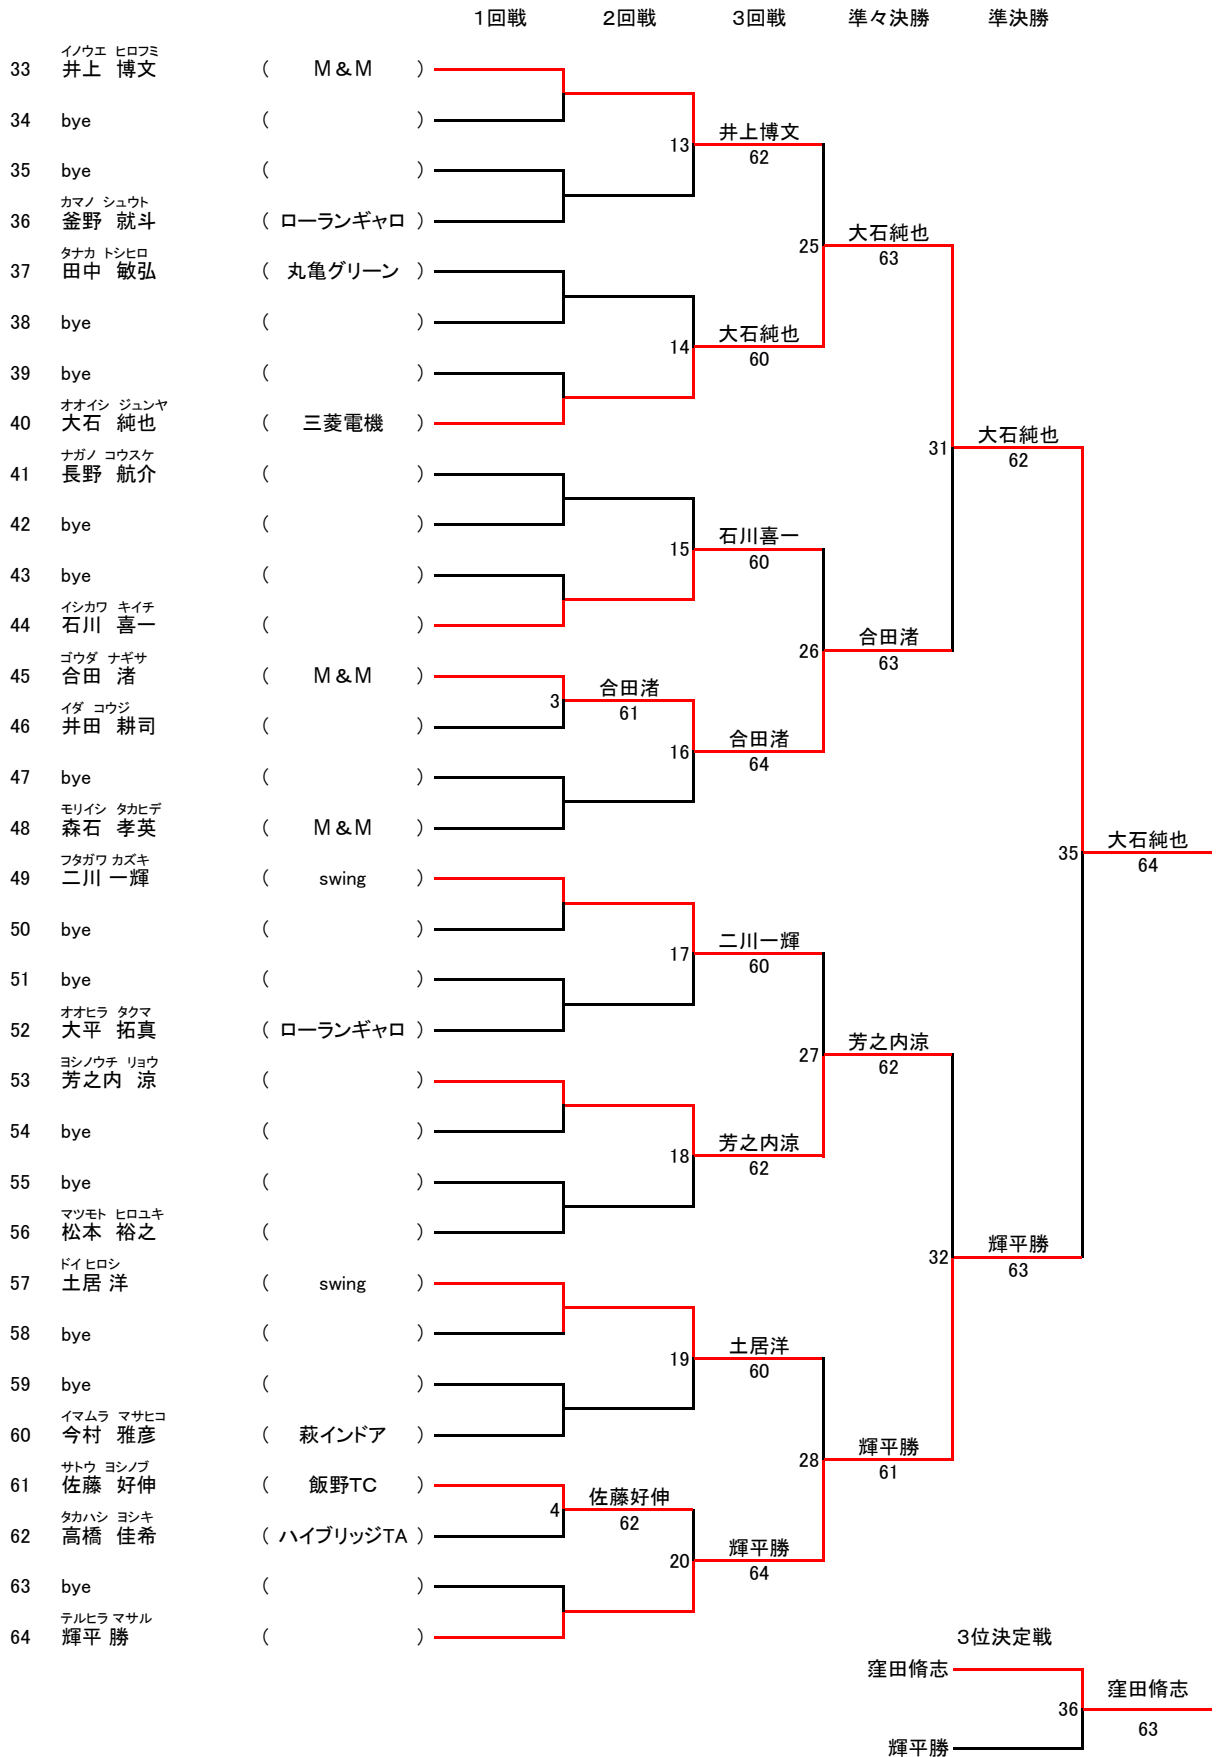 1回戦 2回戦 3回戦 準々決勝 準決勝
イノウエ ヒロフミ
33 井上 博文 ( M&M )
34 bye ( )
13 井上博文
62
35 bye ( )
カマノ シュウト
36 釜野 就斗 ( ローランギャロ )
25 大石純也
63
タナカ トシヒロ
37 田中 敏弘 ( 丸亀グリーン )
38 bye ( )
14 大石純也
60
39 bye ( )
オオイシ ジュンヤ
40 大石 純也 ( 三菱電機 )
31 大石純也
62
ナガノ コウスケ
41 長野 航介 ( )
42 bye ( )
15 石川喜一
60
43 bye ( )
イシカワ キイチ
44 石川 喜一 ( )
26 合田渚
63
ゴウダ ナギサ
45 合田 渚 ( M&M )
3 合田渚
61
イダ コウジ
46 井田 耕司 ( )
16 合田渚
64
47 bye ( )
モリイシ タカヒデ
48 森石 孝英 ( M&M )
35 大石純也
64
フタガワ カズキ
49 二川 一輝 ( swing )
50 bye ( )
17 二川一輝
60
51 bye ( )
オオヒラ タクマ
52 大平 拓真 ( ローランギャロ )
27 芳之内涼
62
ヨシノウチ リョウ
53 芳之内 涼 ( )
54 bye ( )
18 芳之内涼
62
55 bye ( )
マツモト ヒロユキ
56 松本 裕之 ( )
32 輝平勝
63
ドイ ヒロシ
57 土居 洋 ( swing )
58 bye ( )
19 土居洋
60
59 bye ( )
イマムラ マサヒコ
60 今村 雅彦 ( 萩インドア )
28 輝平勝
61
サトウ ヨシノブ
61 佐藤 好伸 ( 飯野TC )
4 佐藤好伸
62
タカハシ ヨシキ
62 高橋 佳希 ( ハイブリッジTA )
20 輝平勝
64
63 bye ( )
テルヒラ マサル
64 輝平 勝 ( )
3位決定戦
窪田脩志
36 窪田脩志
63
輝平勝